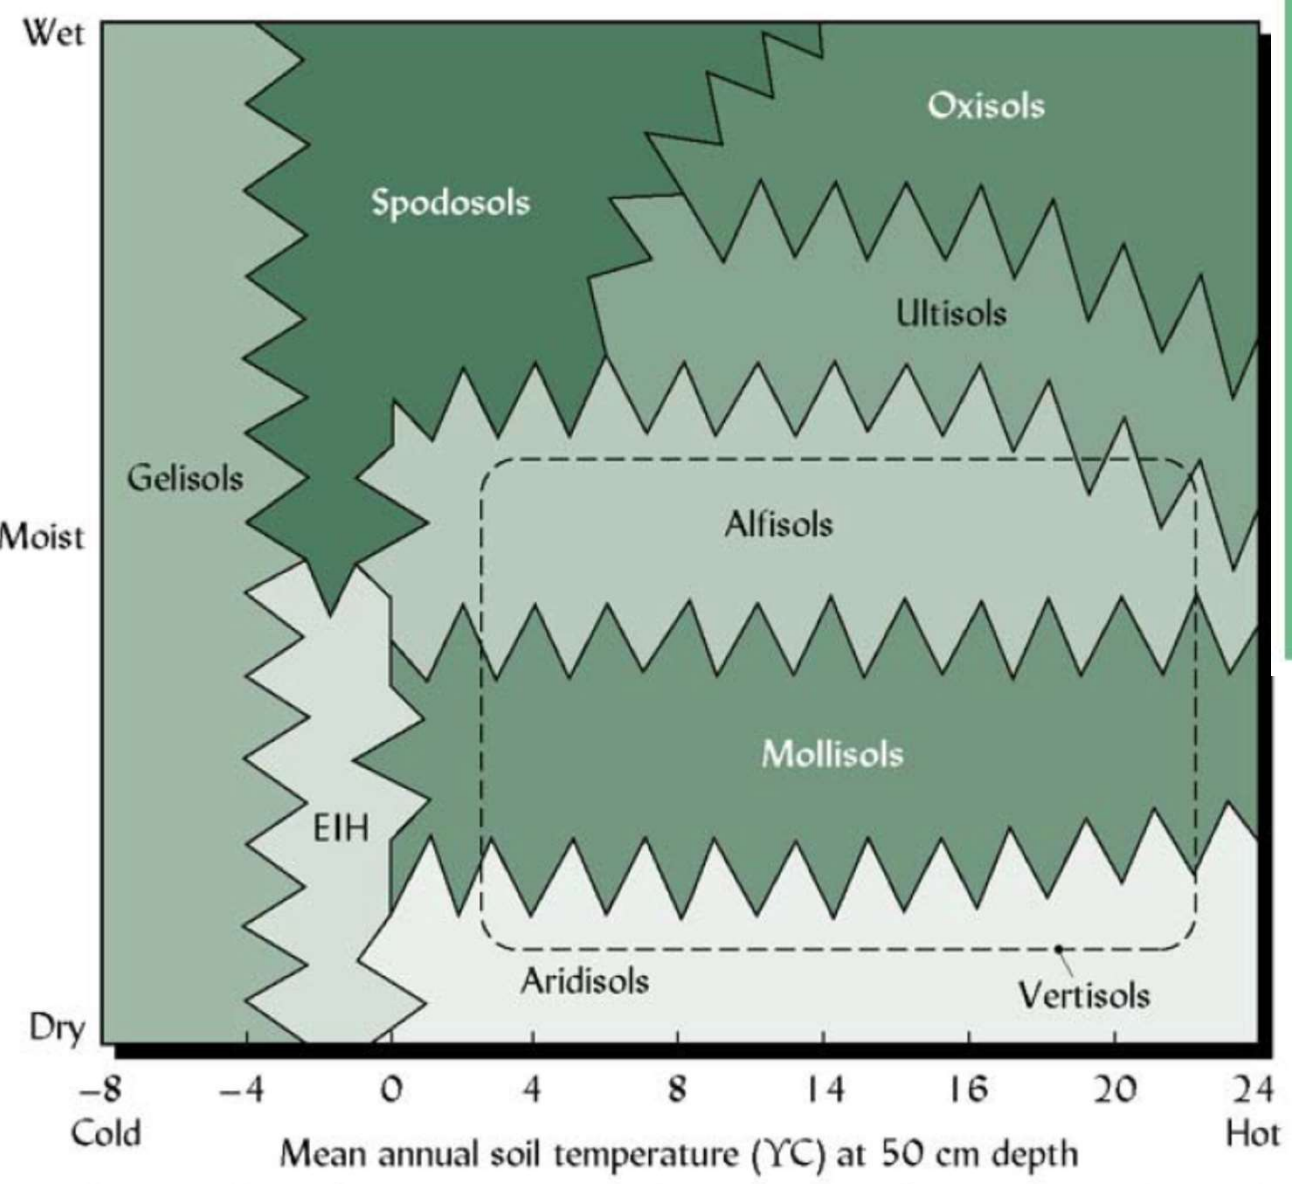 Wet
Oxisols
Spodosols
Ultisols
Gelisols
Alfisols
Moist
Mollisols
EIH
Aridisols
Vertisols
Dry
−8 −4 0 4 8 14 16 20 24
Cold Hot
Mean annual soil temperature (YC) at 50 cm depth